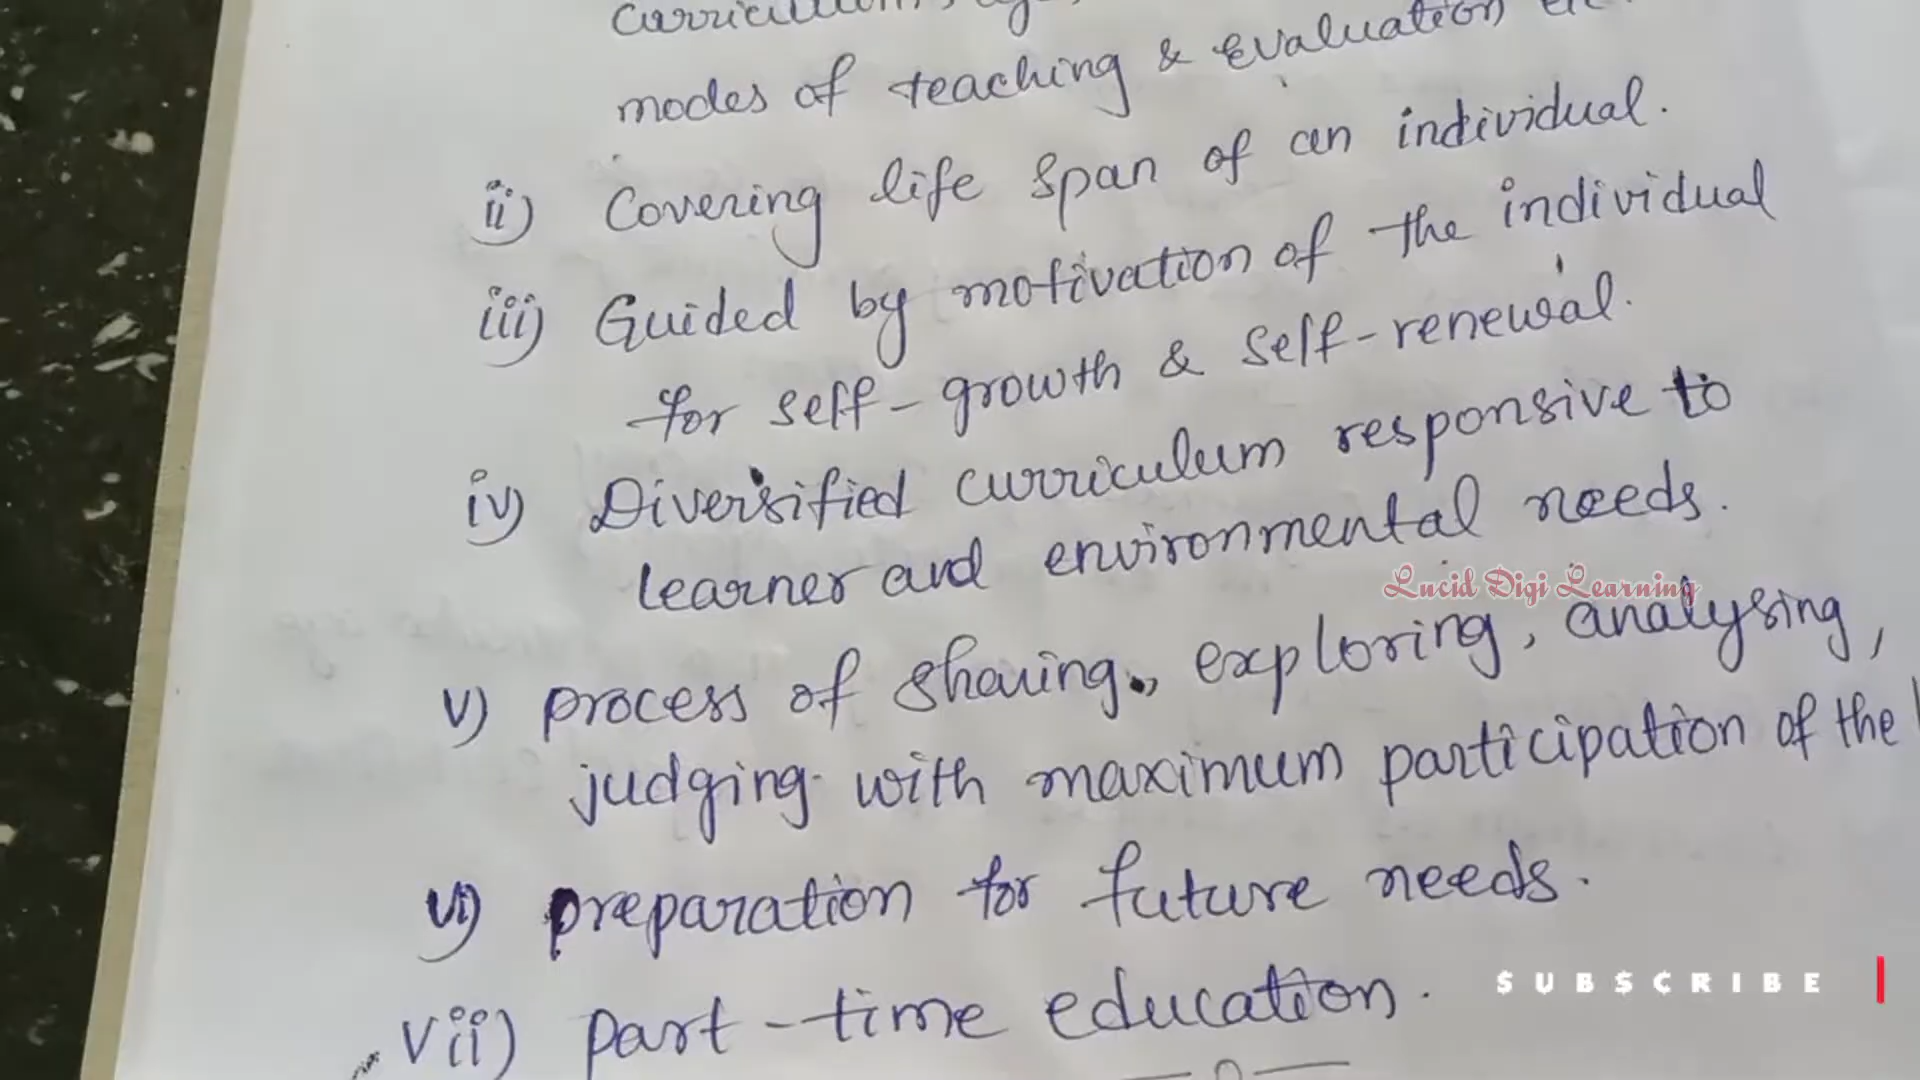 curriculum,
modes of teaching & evaluation etc.
ii) Covering life span of an individual.
iii) Guided by motivation of the individual
for self-growth & self-renewal.
iv) Diversified curriculum responsive to
learner and environmental needs.
Lucid Digi Learning
v) process of sharing, exploring, analysing,
judging with maximum participation of the
vi) preparation for future needs.
vii) part-time education.
SUBSCRIBE